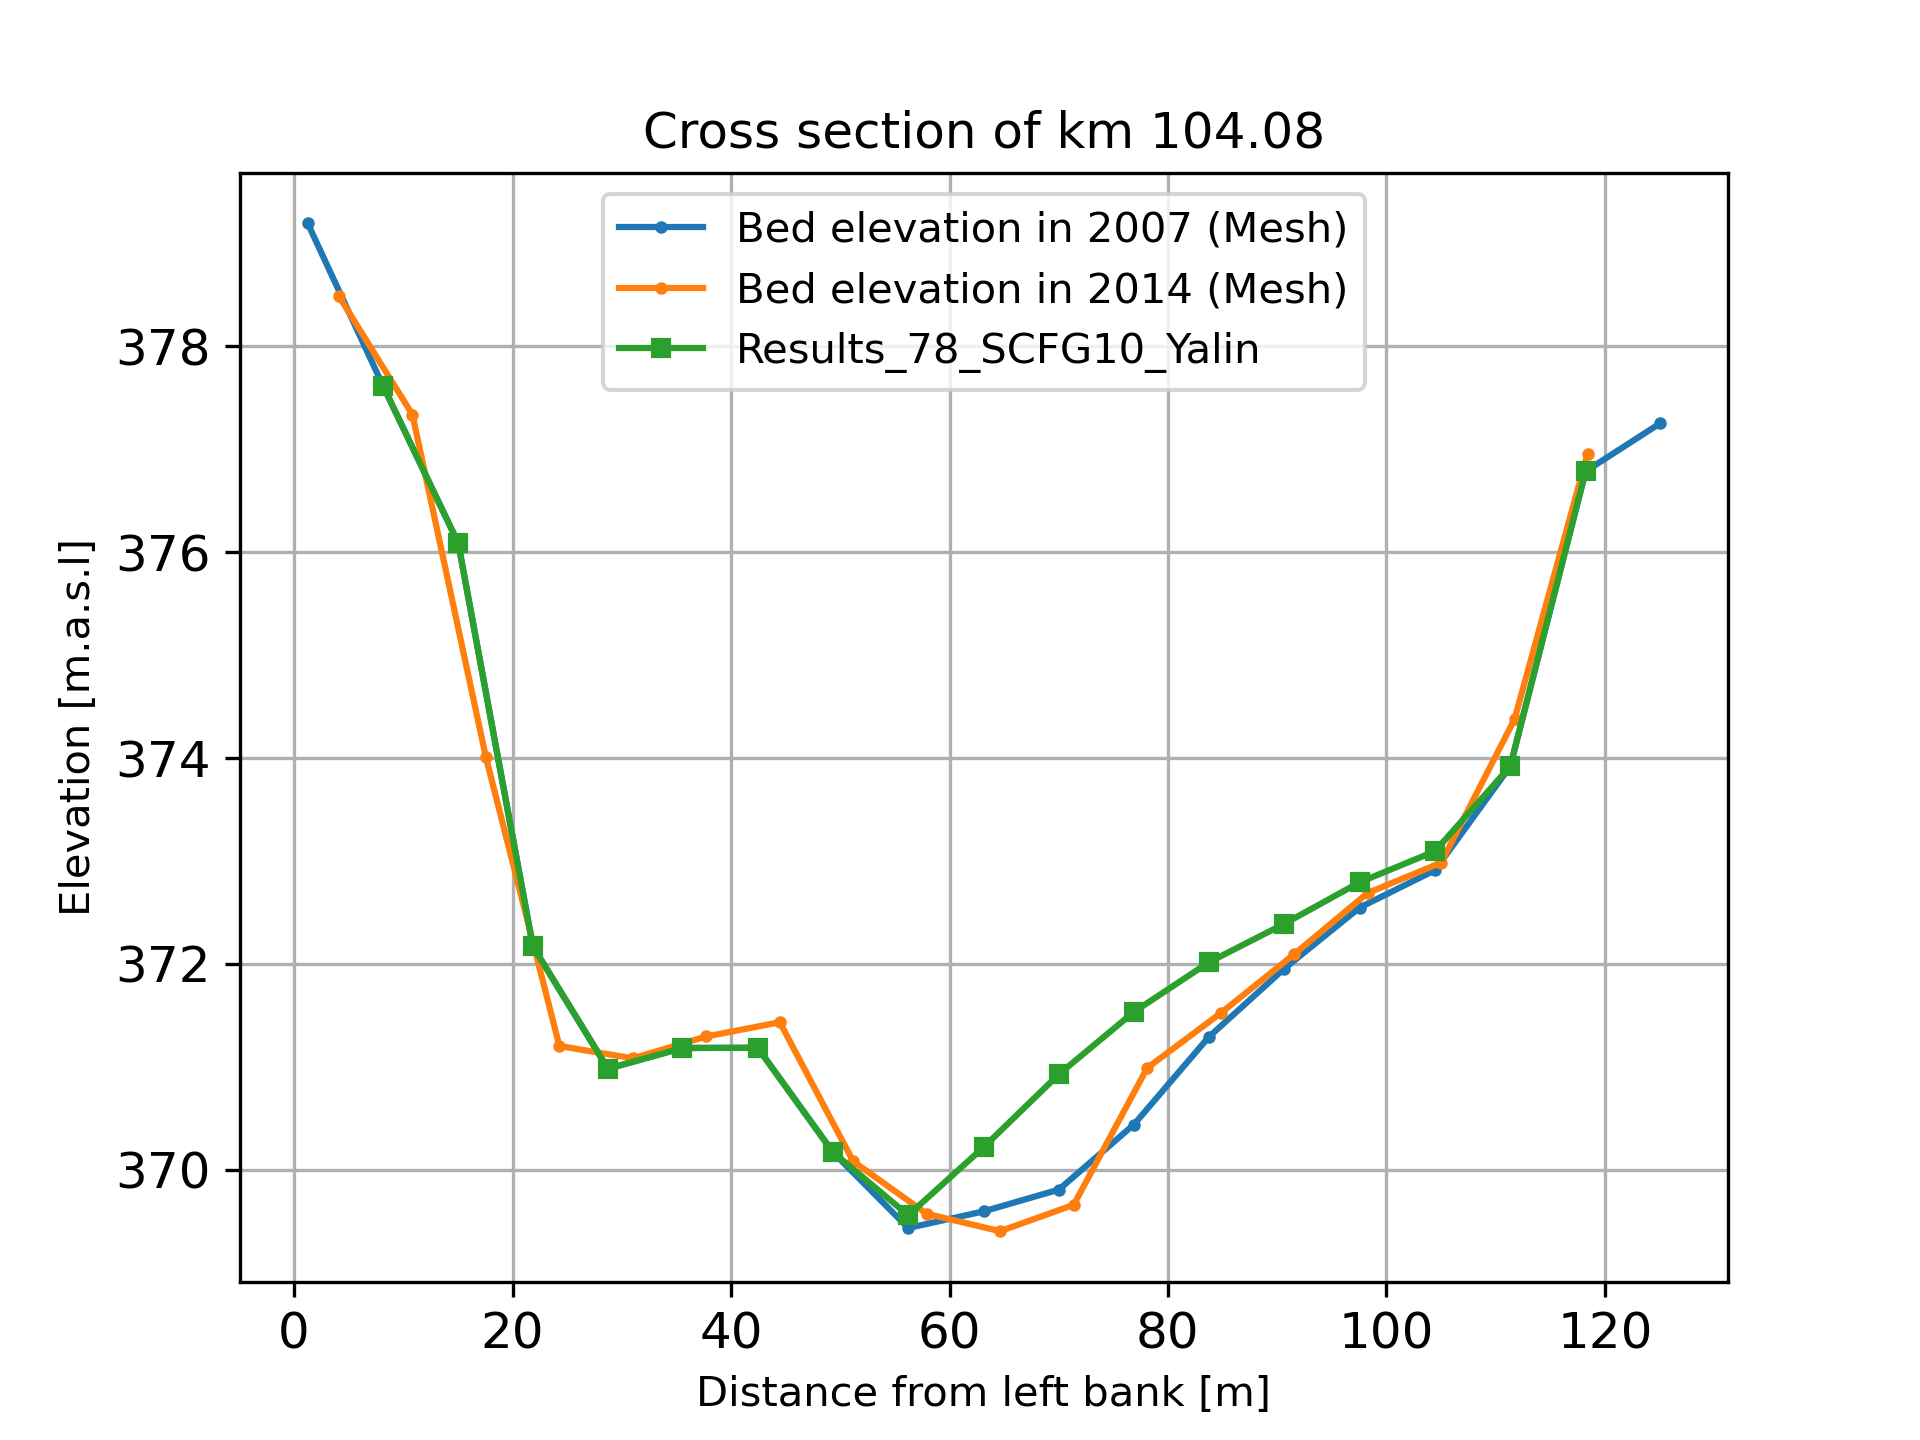 Cross section of km 104.08
Bed elevation in 2007 (Mesh)
Bed elevation in 2014 (Mesh)
Results_78_SCFG10_Yalin
378
376
374
372
370
Elevation [m.a.s.l]
0 20 40 60 80 100 120
Distance from left bank [m]